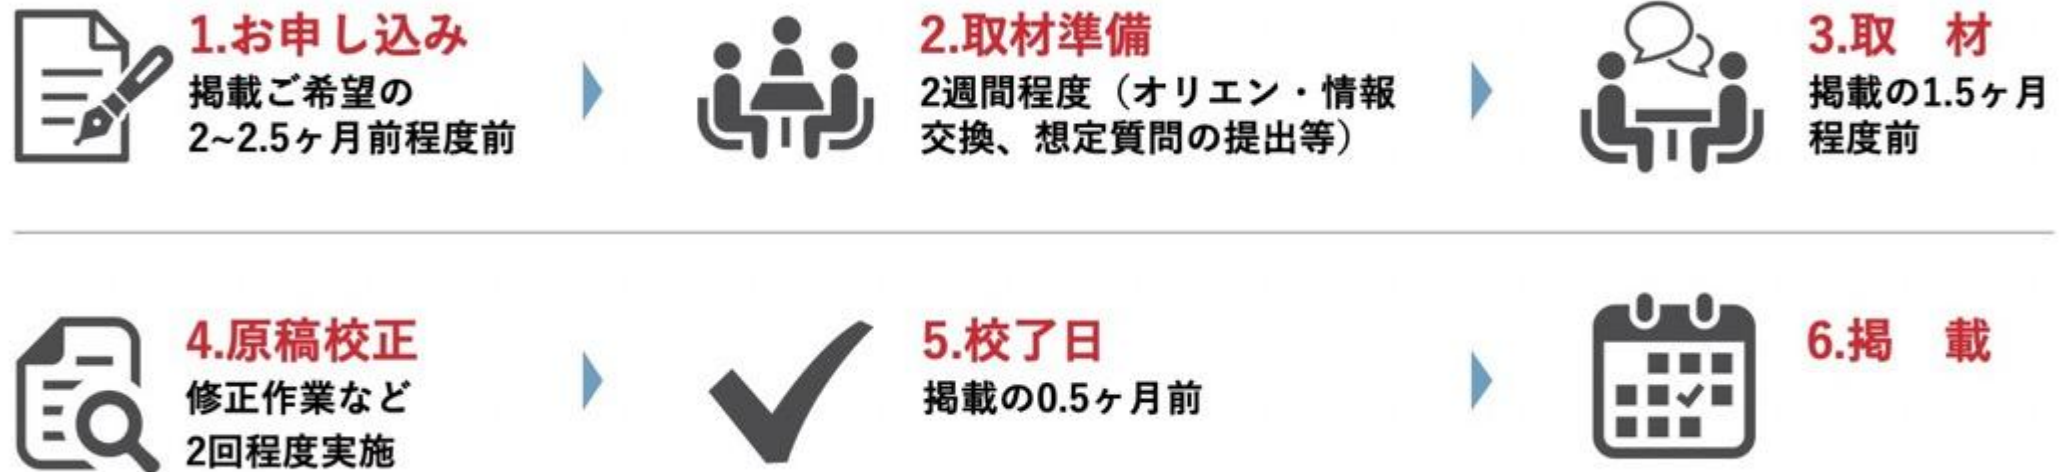 1.お申し込み
掲載ご希望の
2~2.5ヶ月前程度前
2.取材準備
2週間程度（オリエン・情報
交換、想定質問の提出等）
3.取　材
掲載の1.5ヶ月
程度前
4.原稿校正
修正作業など
2回程度実施
5.校了日
掲載の0.5ヶ月前
6.掲　載